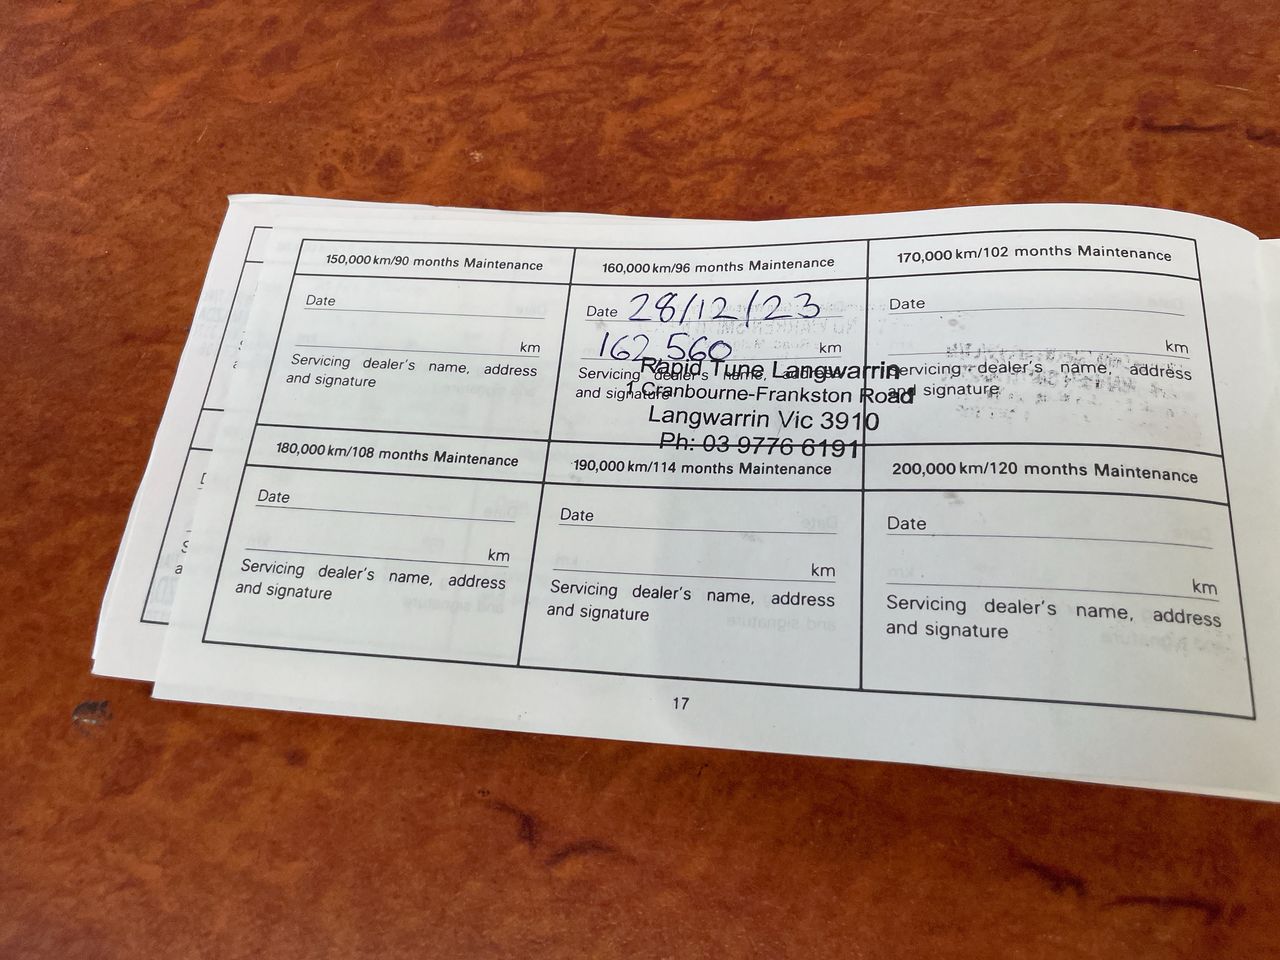 150,000 km/90 months Maintenance
Date
km
Servicing dealer's name, address
and signature
160,000 km/96 months Maintenance
Date 28/12/23
162,560 km
Servicing dealer's name, address
and signature
Rapid Tune Langwarrin
1 Cranbourne-Frankston Road
Langwarrin Vic 3910
Ph: 03 9776 6191
170,000 km/102 months Maintenance
Date
km
Servicing dealer's name, address
and signature
180,000 km/108 months Maintenance
Date
km
Servicing dealer's name, address
and signature
190,000 km/114 months Maintenance
Date
km
Servicing dealer's name, address
and signature
200,000 km/120 months Maintenance
Date
km
Servicing dealer's name, address
and signature
17